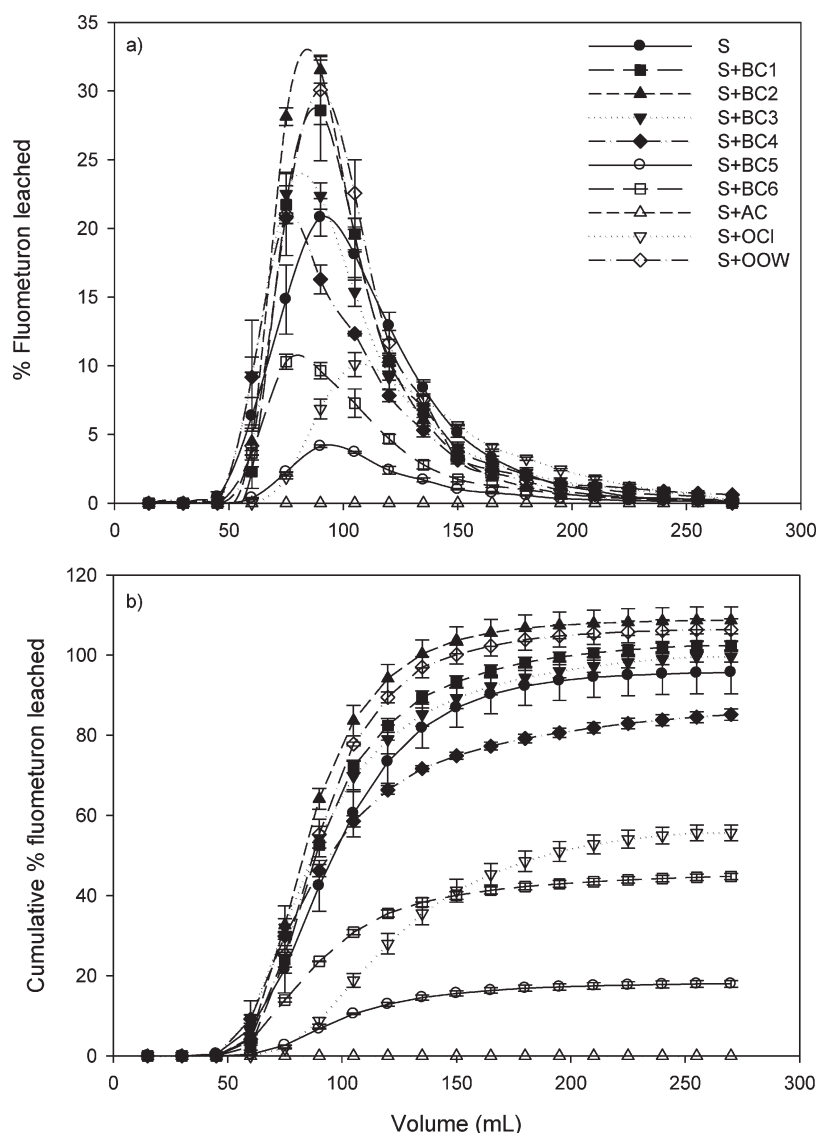 a)
35
30
25
20
15
10
5
0
% Fluometuron leached
S
S+BC1
S+BC2
S+BC3
S+BC4
S+BC5
S+BC6
S+AC
S+OCl
S+OOW
0 50 100 150 200 250 300
b)
120
100
80
60
40
20
0
Cumulative % fluometuron leached
0 50 100 150 200 250 300
Volume (mL)